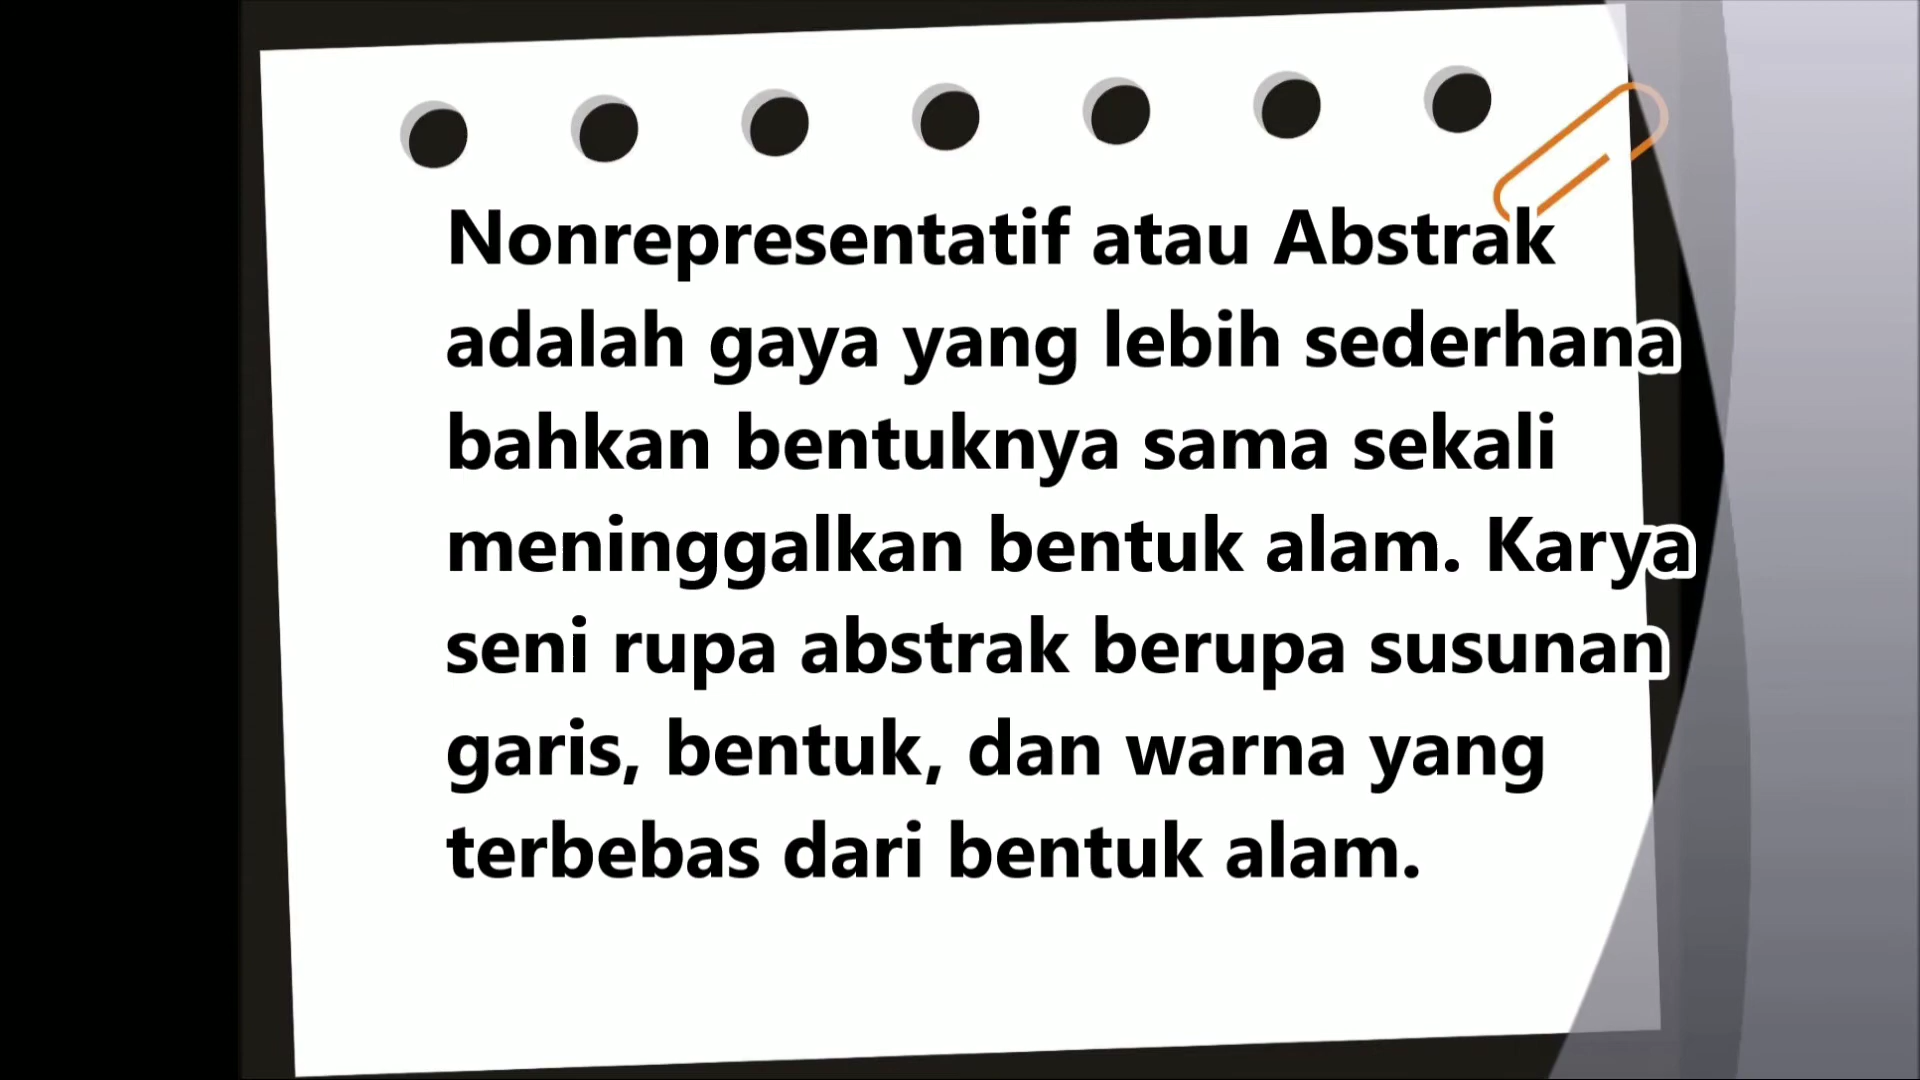 Nonrepresentatif atau Abstrak
adalah gaya yang lebih sederhana
bahkan bentuknya sama sekali
meninggalkan bentuk alam. Karya
seni rupa abstrak berupa susunan
garis, bentuk, dan warna yang
terbebas dari bentuk alam.